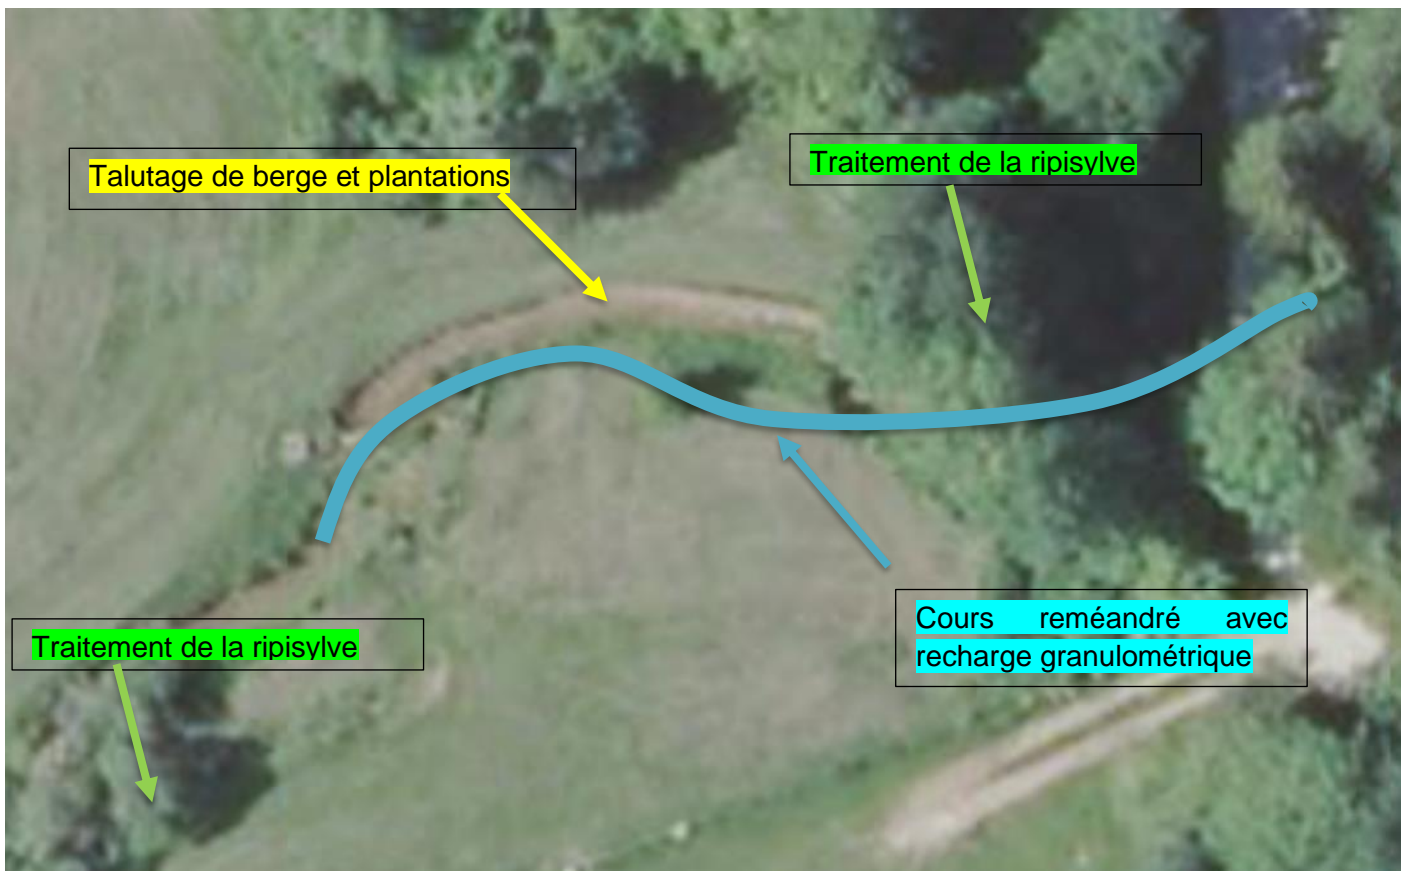 Traitement de la ripisylve
Talutage de berge et plantations
Cours reméandré avec
recharge granulométrique
Traitement de la ripisylve